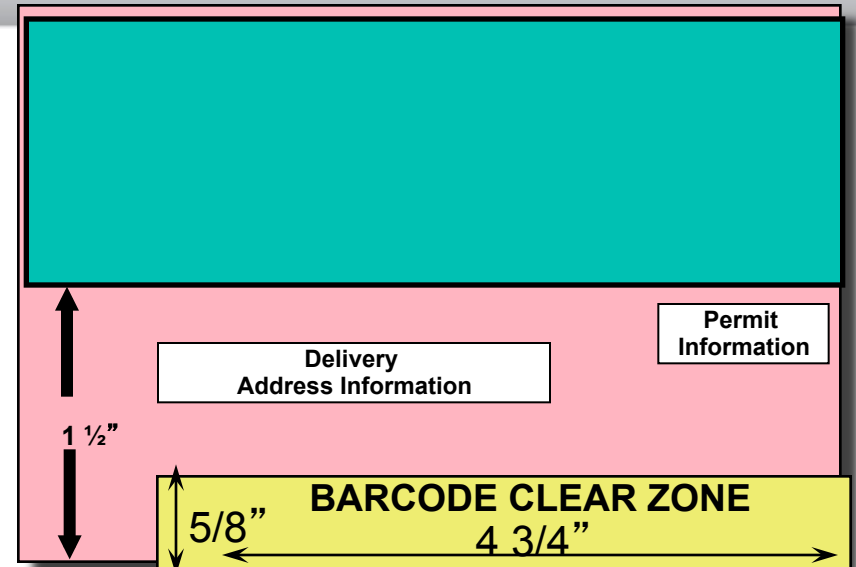 Permit
Information
Delivery
Address Information
1 ½”
BARCODE CLEAR ZONE
5/8”
4 3/4”